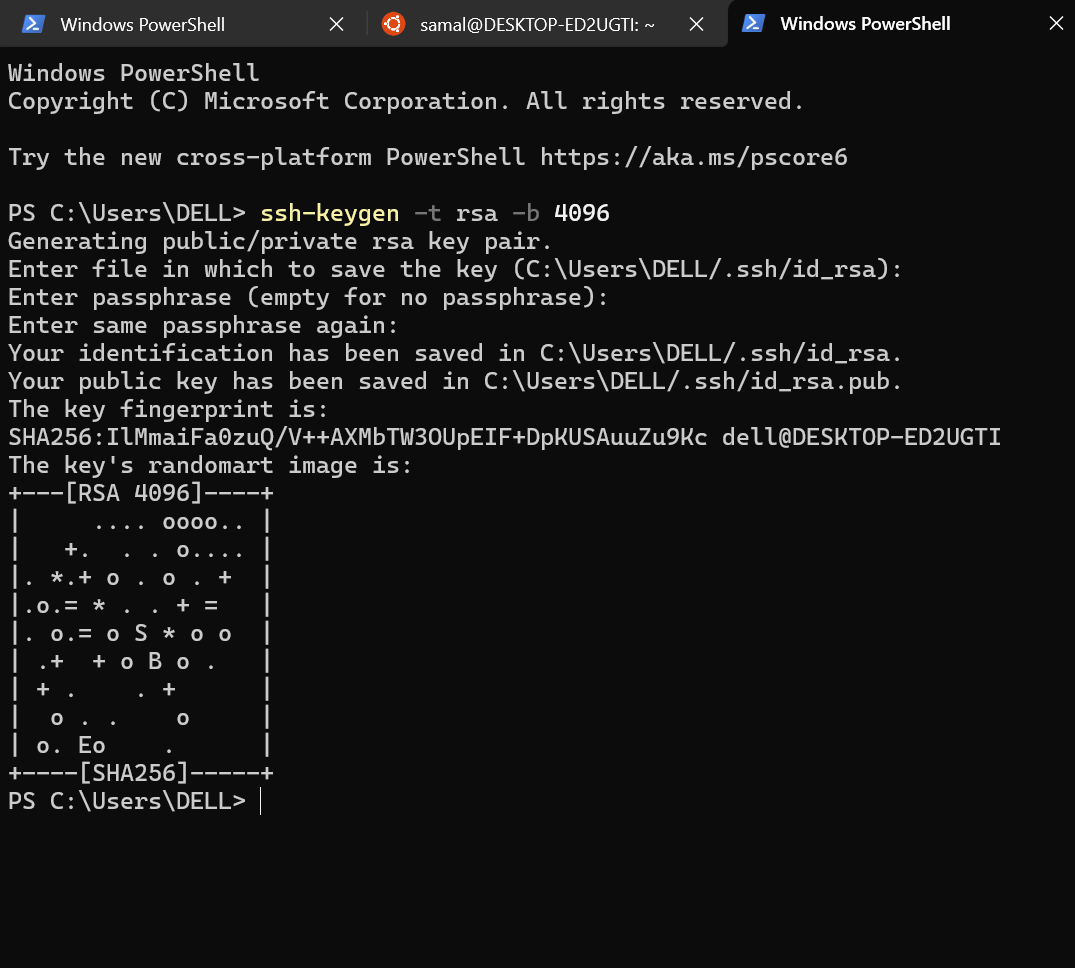 Windows PowerShell
samal@DESKTOP-ED2UGTI: ~
Windows PowerShell
Windows PowerShell
Copyright (C) Microsoft Corporation. All rights reserved.
Try the new cross-platform PowerShell https://aka.ms/pscore6
PS C:\Users\DELL> ssh-keygen -t rsa -b 4096
Generating public/private rsa key pair.
Enter file in which to save the key (C:\Users\DELL/.ssh/id_rsa):
Enter passphrase (empty for no passphrase):
Enter same passphrase again:
Your identification has been saved in C:\Users\DELL/.ssh/id_rsa.
Your public key has been saved in C:\Users\DELL/.ssh/id_rsa.pub.
The key fingerprint is:
SHA256:IlMmaiFa0zuQ/V++AXMbTW3OUpEIF+DpKUSAuuZu9Kc dell@DESKTOP-ED2UGTI
The key's randomart image is:
+---[RSA 4096]----+
|     .... oooo.. |
|   +.  . . o.... |
|. *.+ o . o . +  |
|.o.= * . . + =   |
|. o.= o S * o o  |
| .+  + o B o .   |
| + .    . +      |
|  o . .    o     |
| o. Eo    .      |
+----[SHA256]-----+
PS C:\Users\DELL>